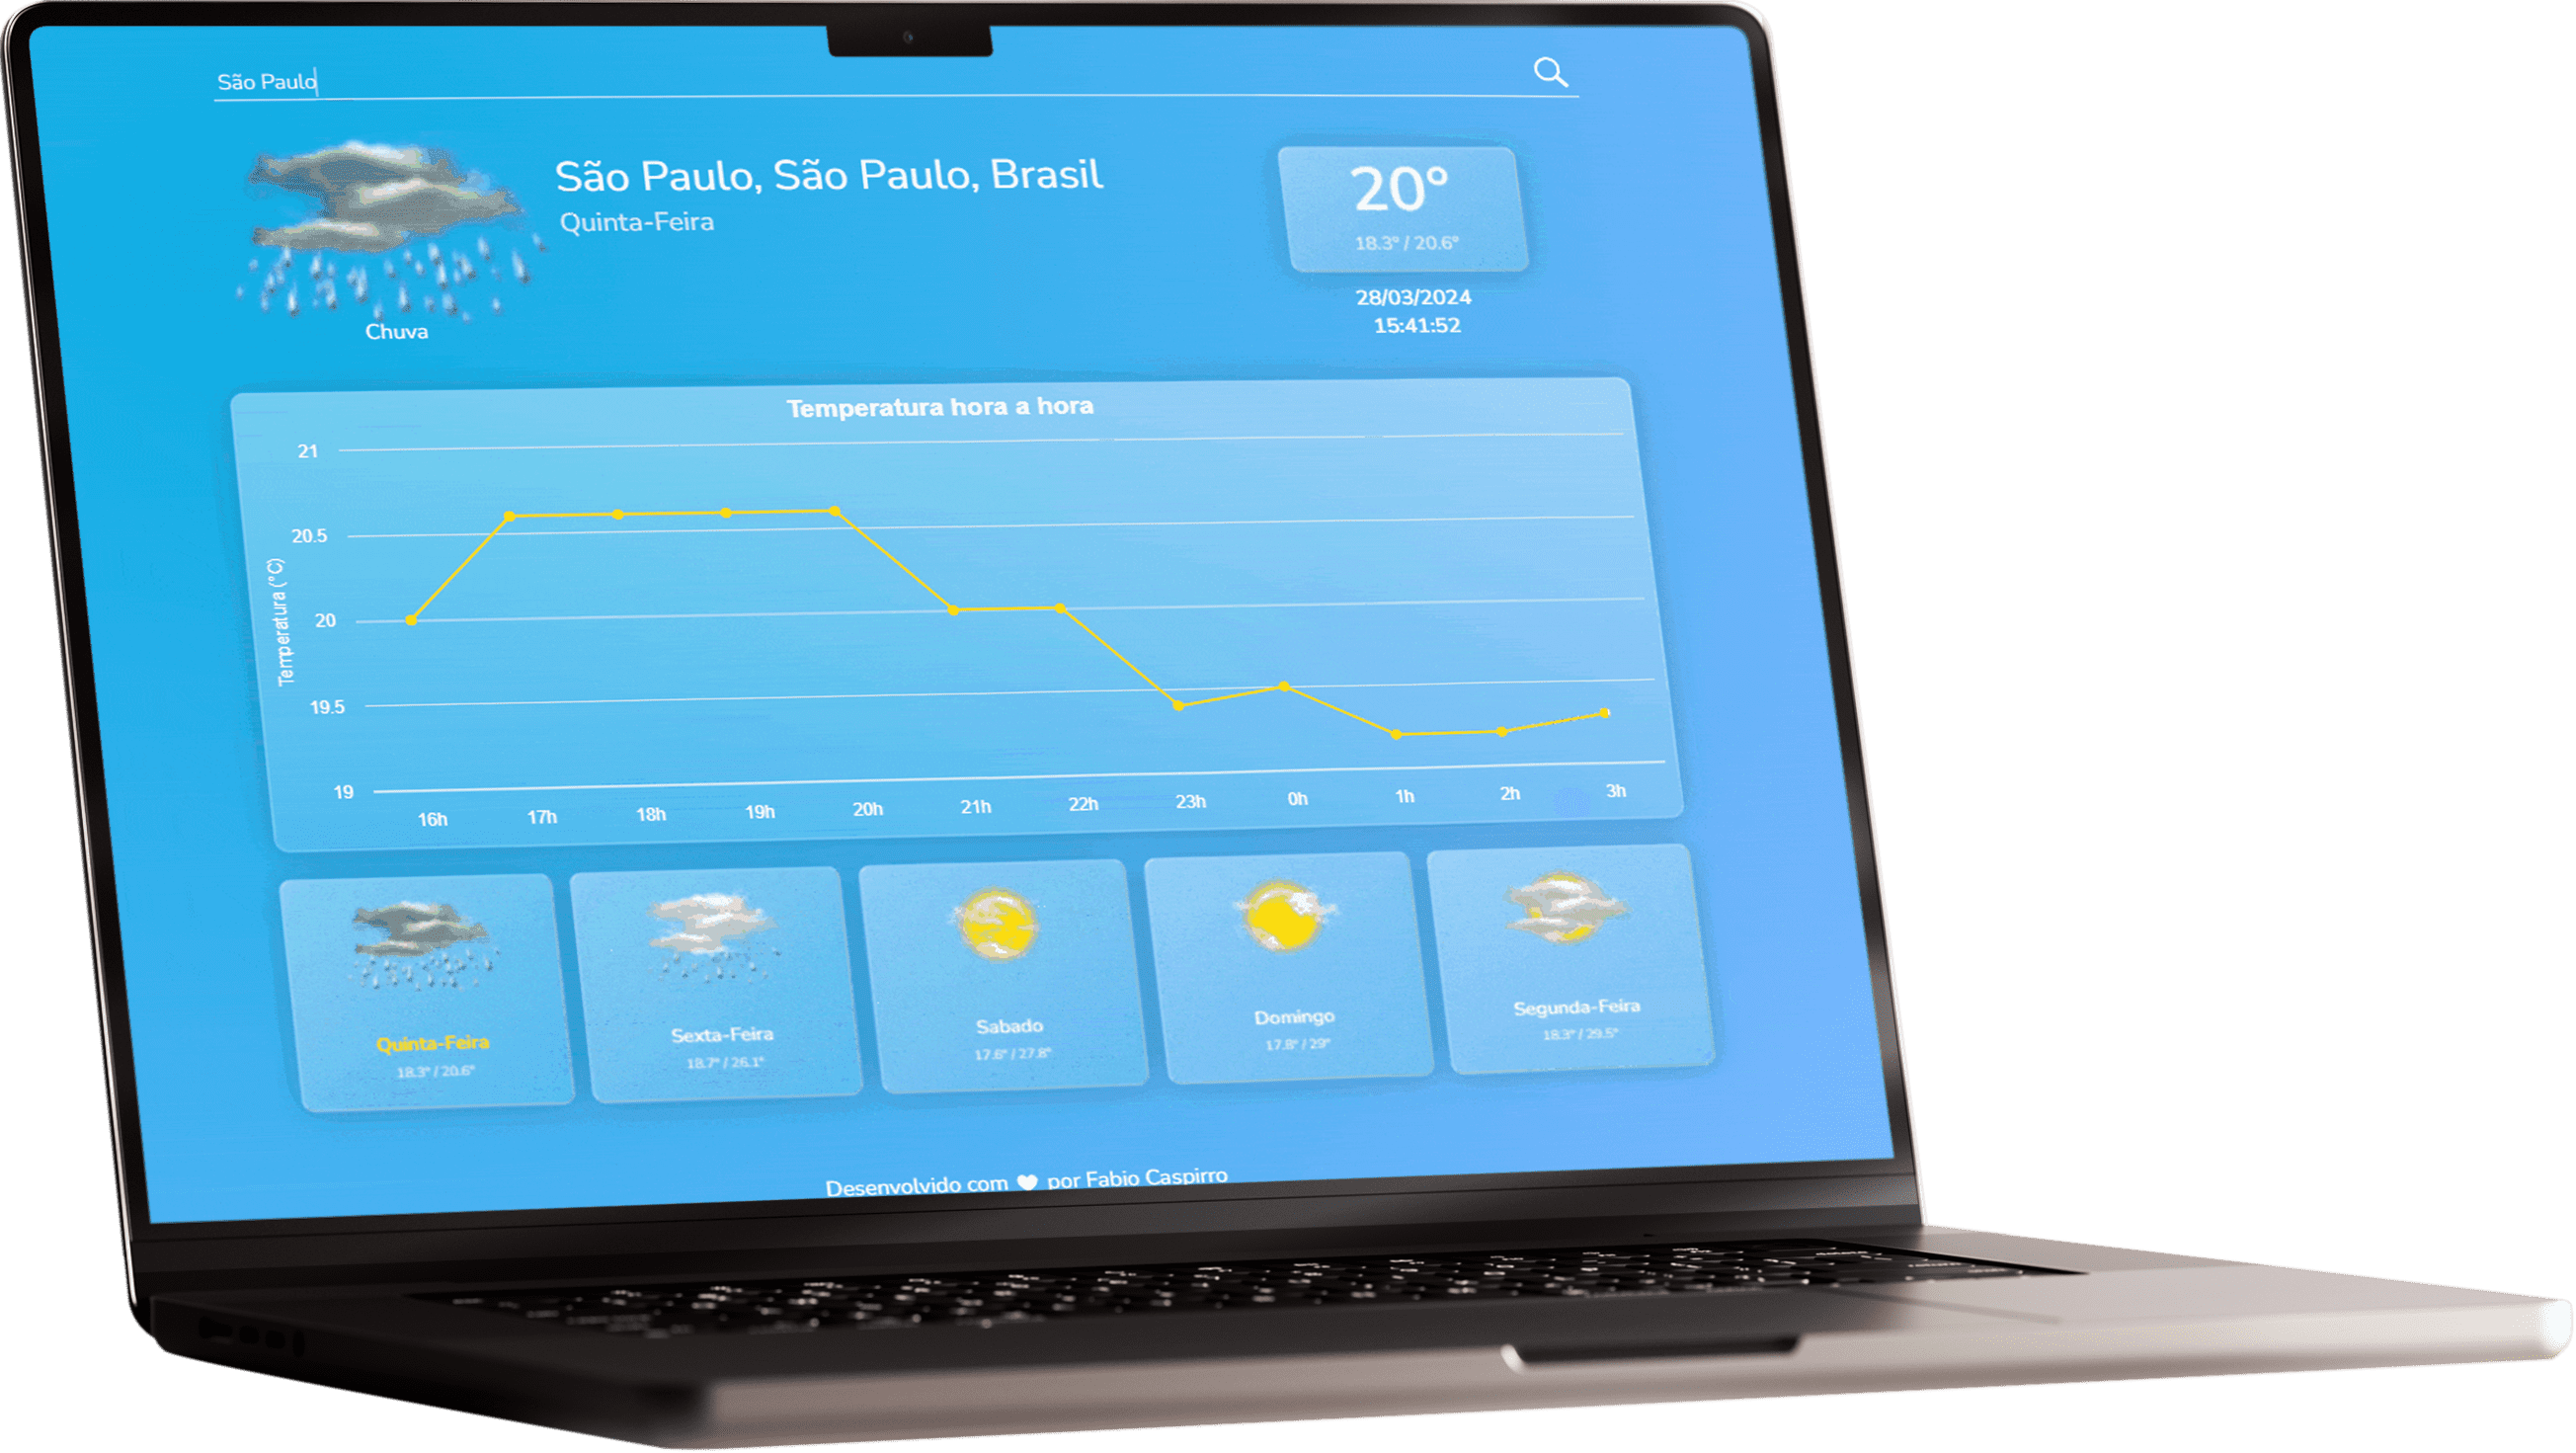 São Paulo
São Paulo, São Paulo, Brasil
Quinta-Feira
20°
18.3° / 20.6°
28/03/2024
15:41:52
Chuva
Temperatura hora a hora
Temperatura (°C)
21
20.5
20
19.5
19
16h 17h 18h 19h 20h 21h 22h 23h 0h 1h 2h 3h
Quinta-Feira
18.3° / 20.6°
Sexta-Feira
18.7° / 26.1°
Sabado
17.6° / 27.8°
Domingo
17.8° / 29°
Segunda-Feira
18.3° / 29.5°
Desenvolvido com ♥ por Fabio Caspirro